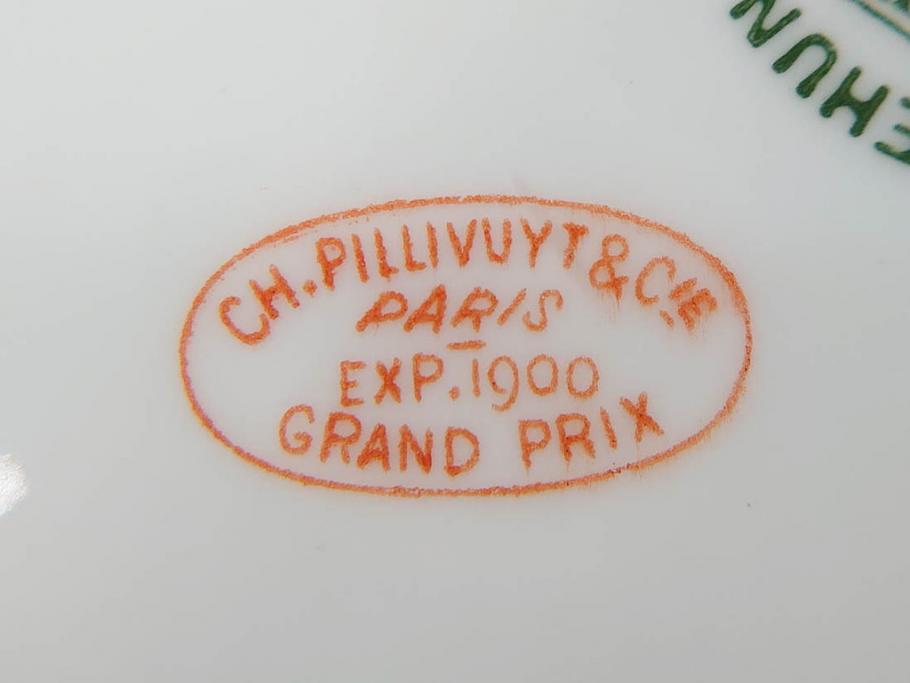 CH. PILLIVUYT & CIE
PARIS
EXP. 1900
GRAND PRIX